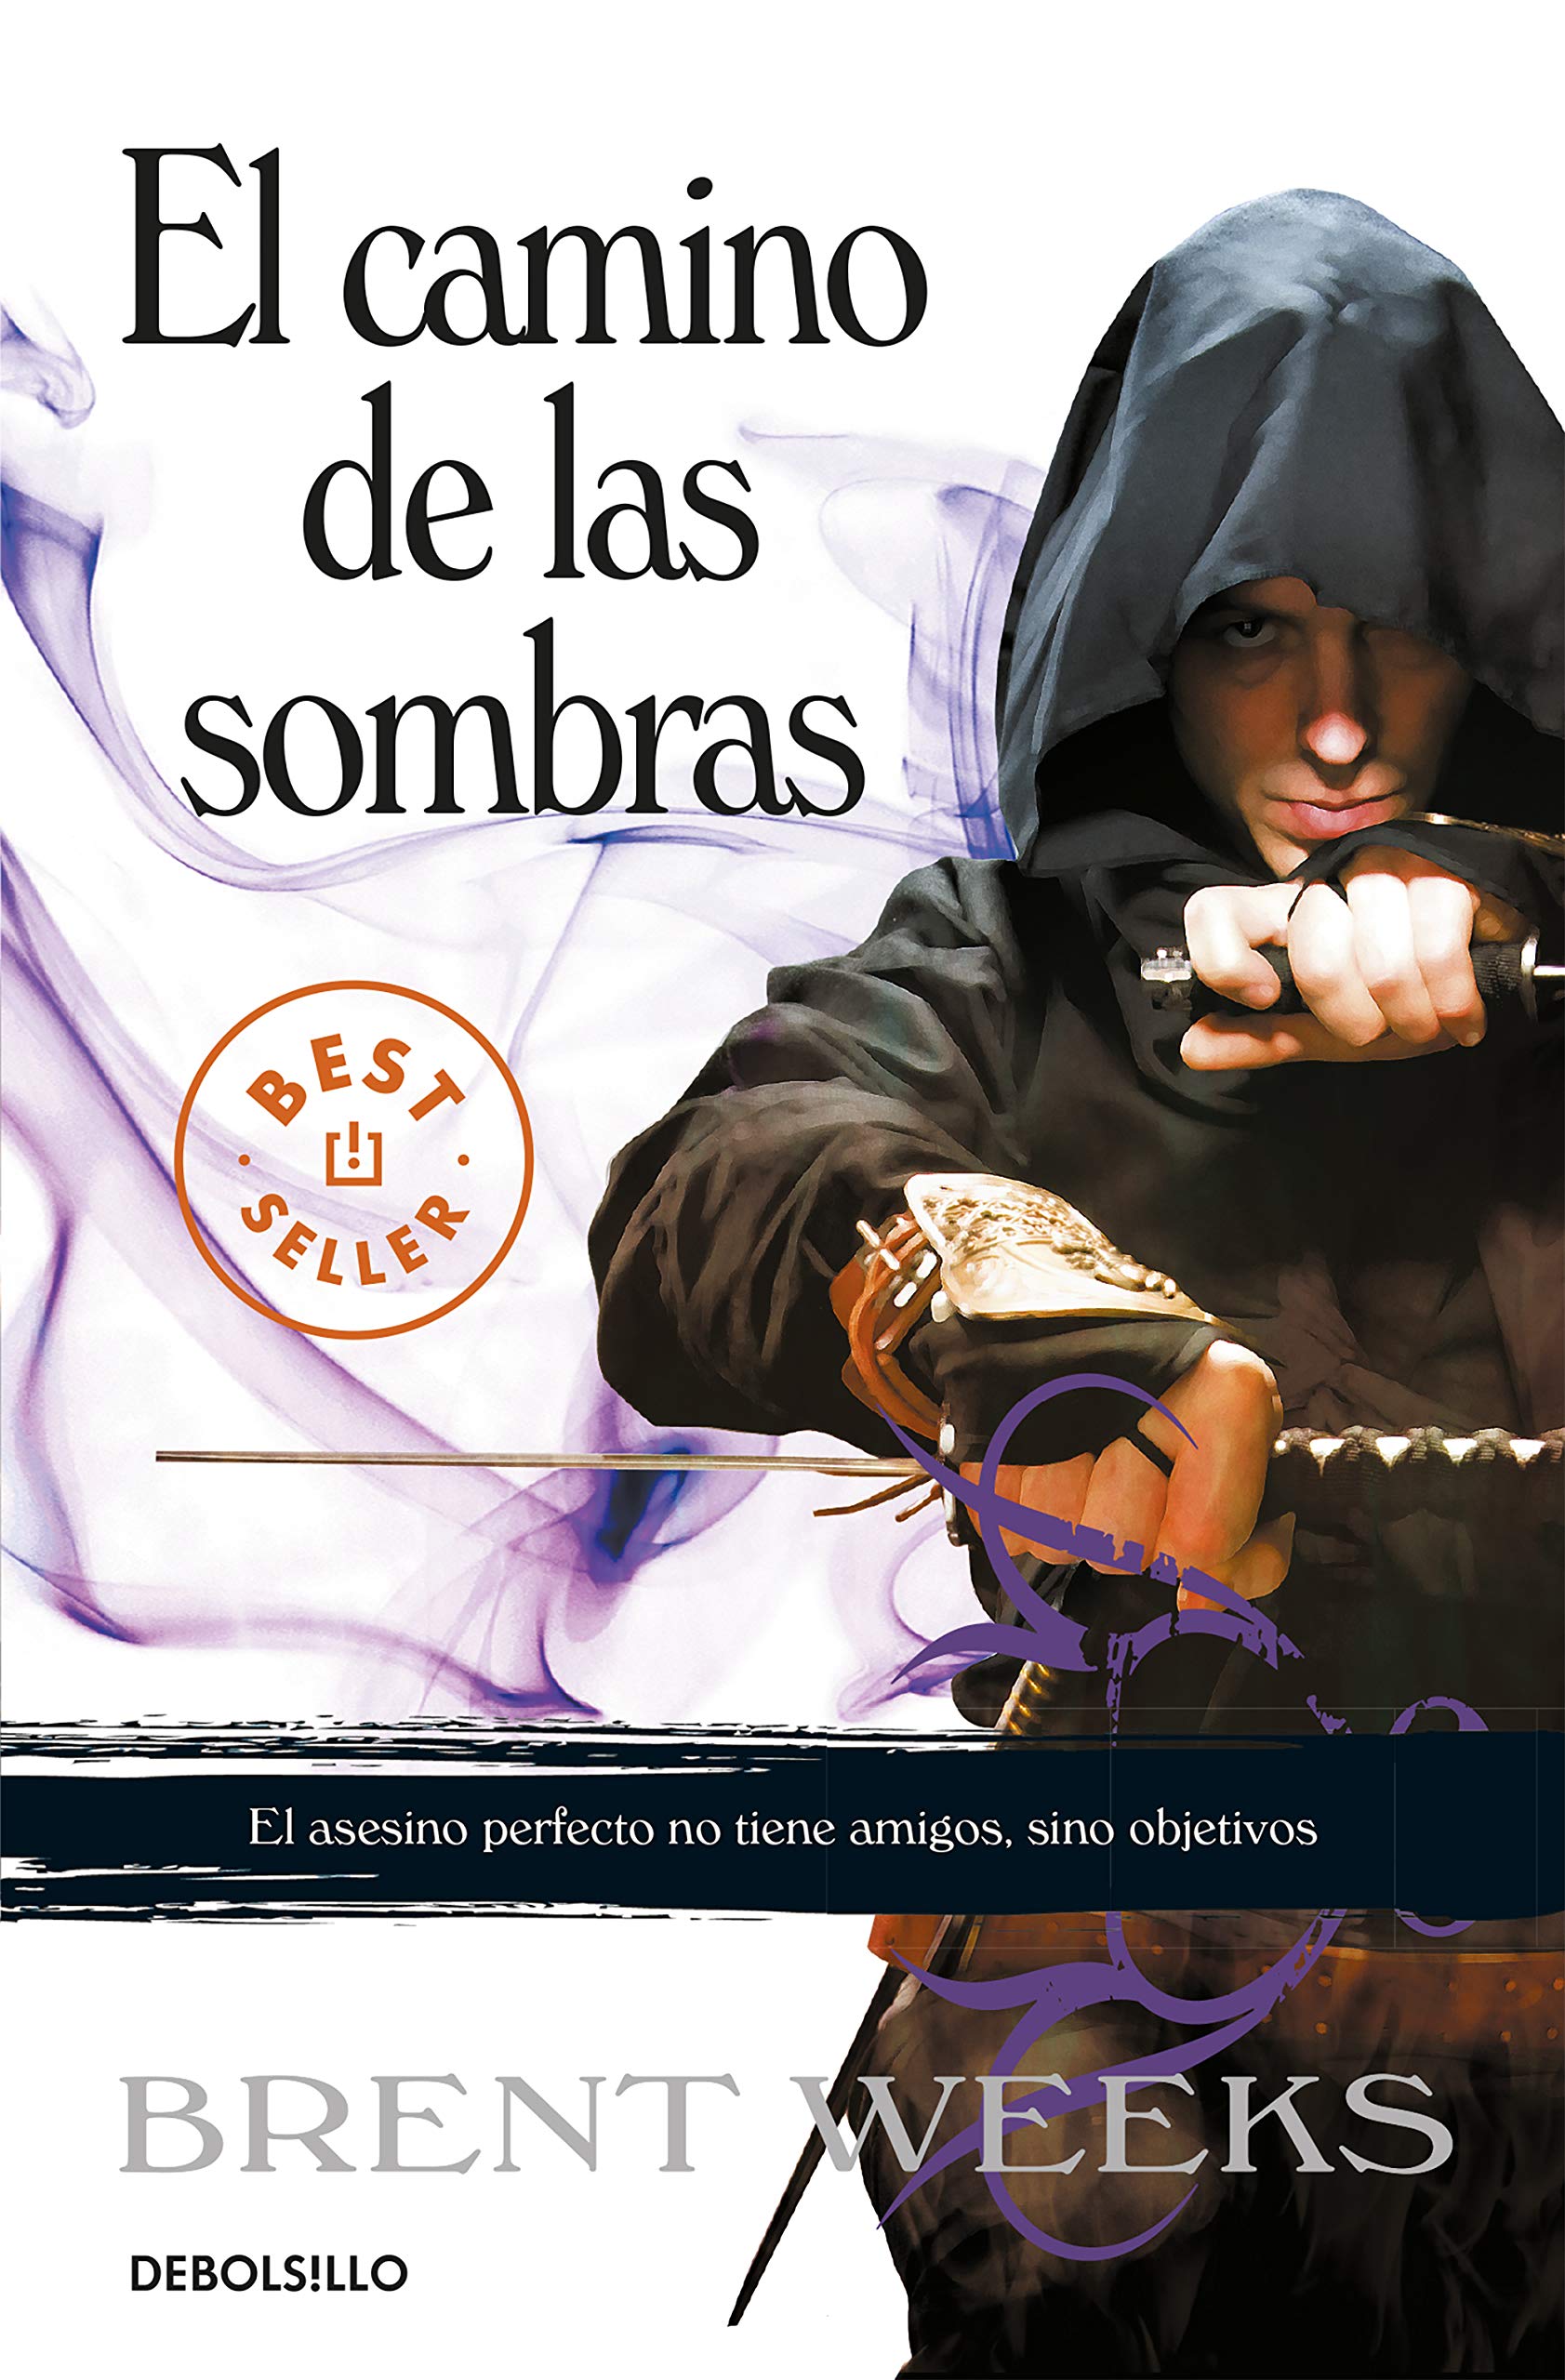 El camino
de las
sombras
BEST
SELLER
El asesino perfecto no tiene amigos, sino objetivos
BRENT WEEKS
DEBOLS!LLO